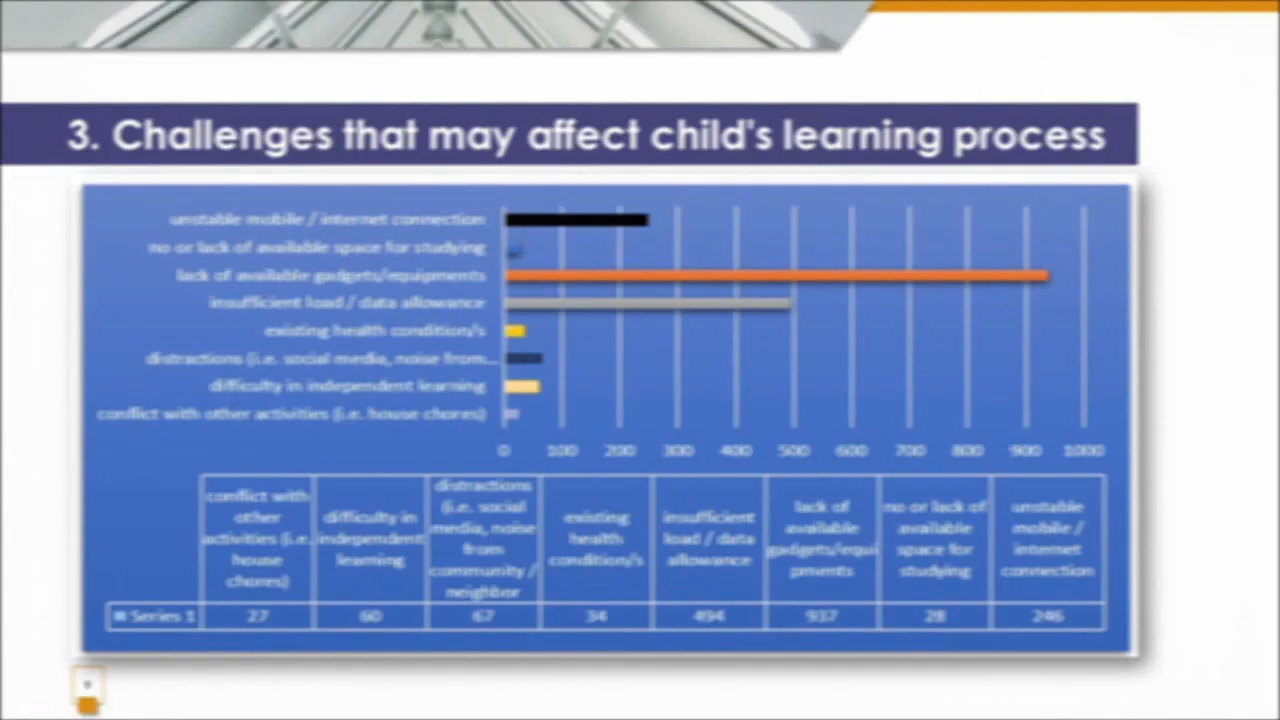 3. Challenges that may affect child's learning process
unstable mobile / internet connection
no or lack of available space for studying
lack of available gadgets/equipments
insufficient load / data allowance
existing health condition/s
distractions (i.e. social media, noise from...
difficulty in independent learning
conflict with other activities (i.e. house chores)
0 100 200 300 400 500 600 700 800 900 1000
conflict with
other
activities (i.e.
house
chores)
difficulty in
independent
learning
distractions
(i.e. social
media, noise
from
community /
neighbor
existing
health
condition/s
insufficient
load / data
allowance
lack of
available
gadgets/equi
pments
no or lack of
available
space for
studying
unstable
mobile /
internet
connection
Series 1 27 60 67 34 494 937 28 246